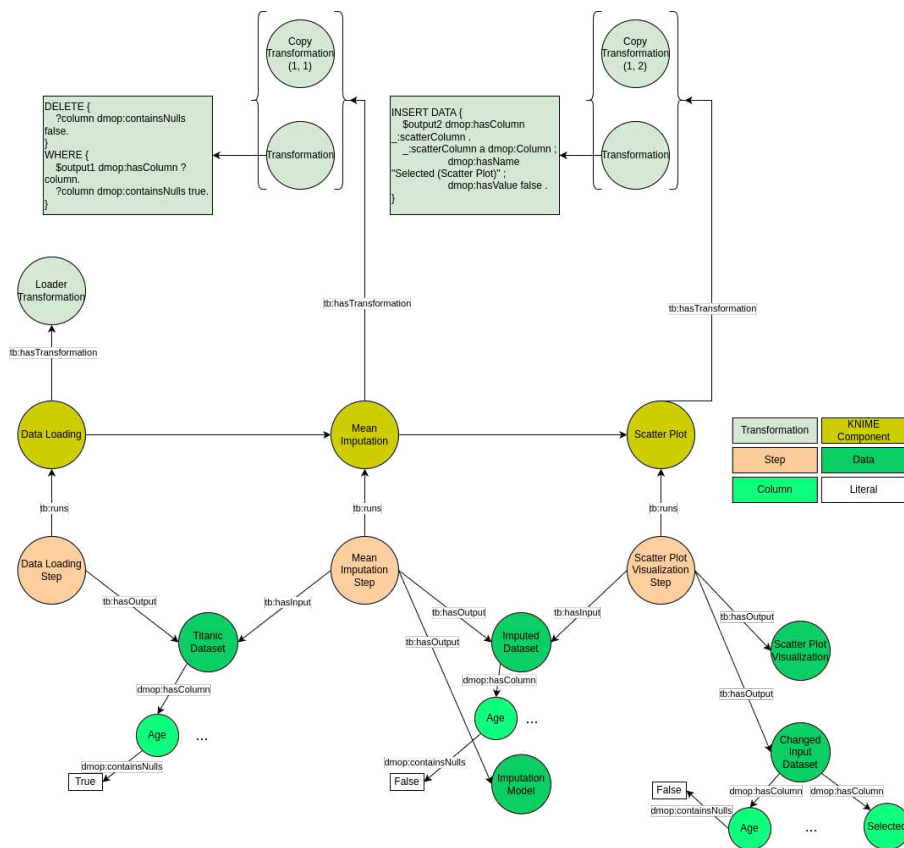 Copy
Transformation
(1, 1)
Copy
Transformation
(1, 2)
DELETE {
?column dmop:containsNulls
false.
}
WHERE {
$output1 dmop:hasColumn ?
column.
?column dmop:containsNulls true.
}
Transformation
INSERT DATA {
$output2 dmop:hasColumn
_:scatterColumn .
_:scatterColumn a dmop:Column ;
dmop:hasName
"Selected (Scatter Plot)" ;
dmop:hasValue false .
}
Transformation
Loader
Transformation
tb:hasTransformation
tb:hasTransformation
tb:hasTransformation
Data Loading
Mean
Imputation
Scatter Plot
Transformation
KNIME
Component
Step
Data
Column
Literal
tb:runs
tb:runs
tb:runs
Data Loading
Step
Mean
Imputation
Step
Scatter Plot
Visualization
Step
tb:hasOutput
tb:hasInput
tb:hasOutput
tb:hasInput
tb:hasOutput
tb:hasOutput
tb:hasOutput
Titanic
Dataset
Imputed
Dataset
Scatter Plot
Visualization
dmop:hasColumn
dmop:hasColumn
Age
...
Age
...
dmop:containsNulls
True
dmop:containsNulls
False
Imputation
Model
Changed
Input
Dataset
dmop:hasColumn
dmop:hasColumn
False
dmop:containsNulls
Age
...
Selected